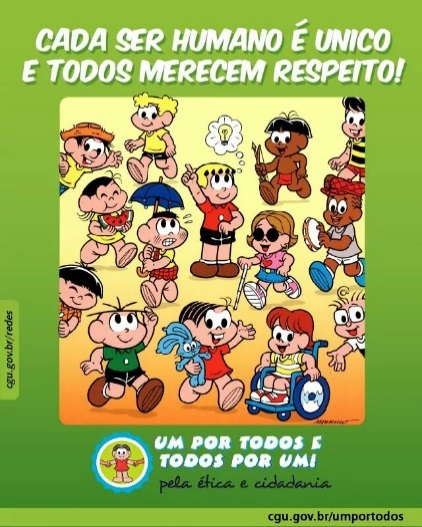 CADA SER HUMANO É UNICO
E TODOS MERECEM RESPEITO!
cgu.gov.br/redes
UM POR TODOS E
TODOS POR UM!
pela ética e cidadania
cgu.gov.br/umportodos